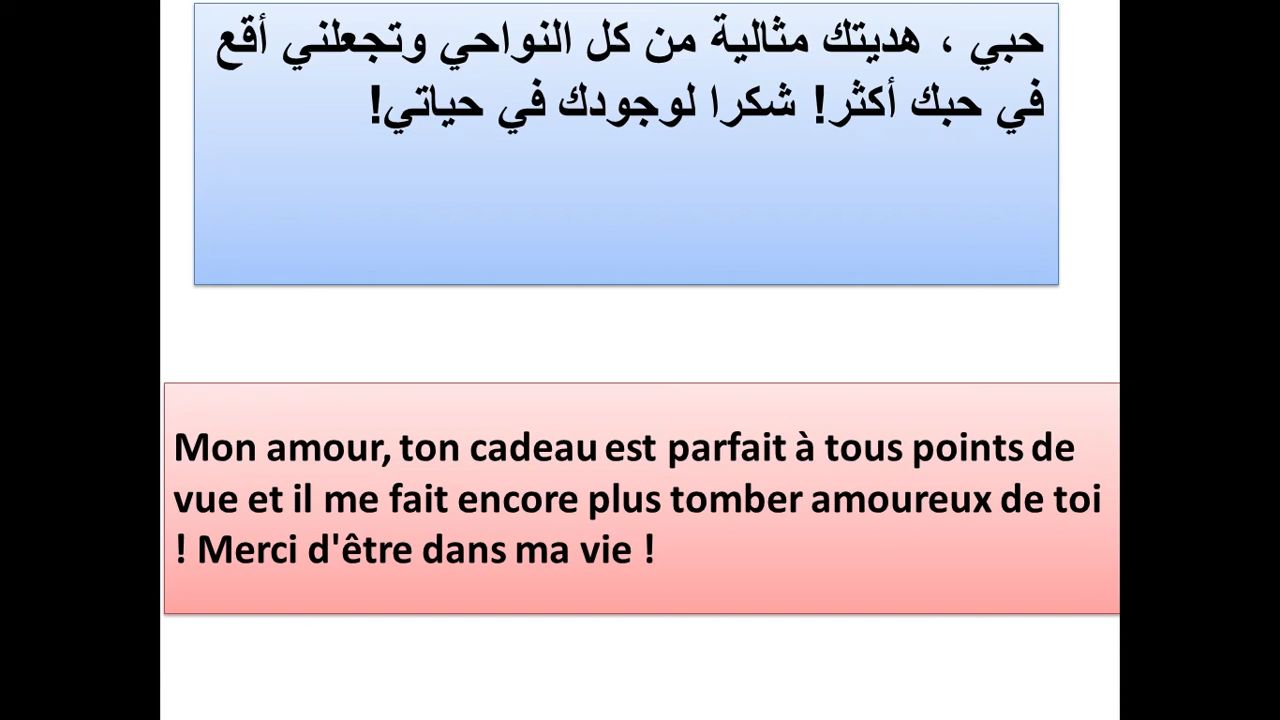 حبي ، هديتك مثالية من كل النواحي وتجعلني أقع
في حبك أكثر! شكرا لوجودك في حياتي!
Mon amour, ton cadeau est parfait à tous points de
vue et il me fait encore plus tomber amoureux de toi
! Merci d'être dans ma vie !